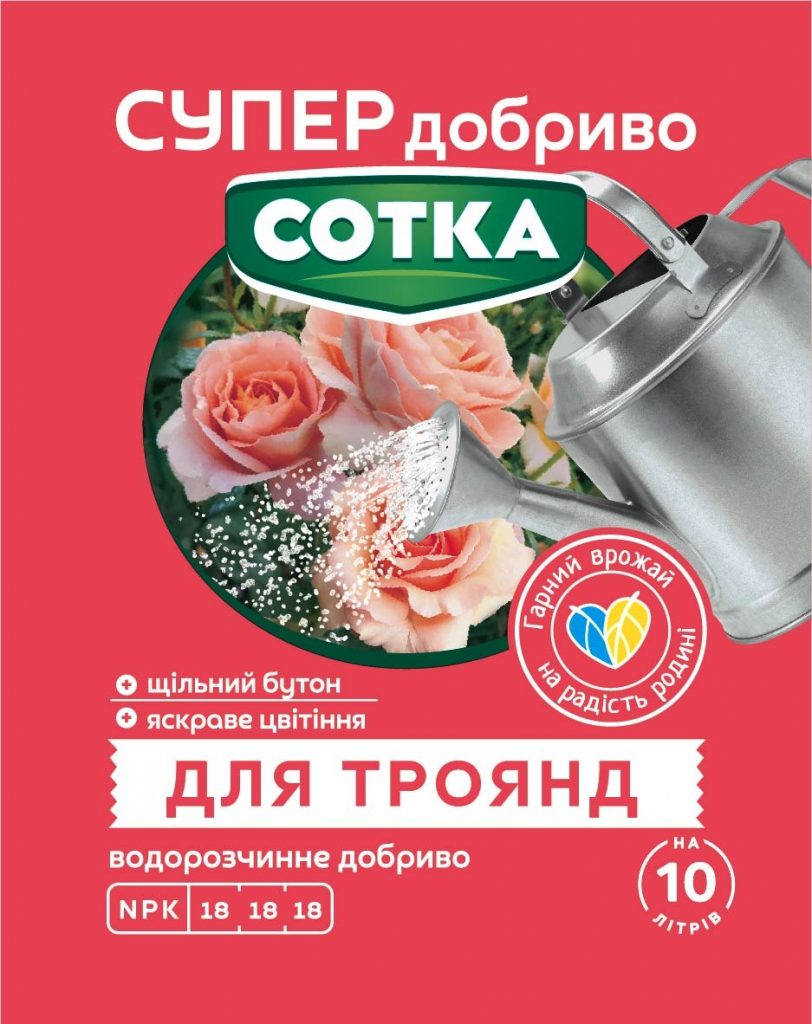 СУПЕР добриво
СОТКА
Гарний врожай
на радість родині
щільний бутон
яскраве цвітіння
ДЛЯ ТРОЯНД
водорозчинне добриво
NPK 18 18 18
НА
10
ЛІТРІВ